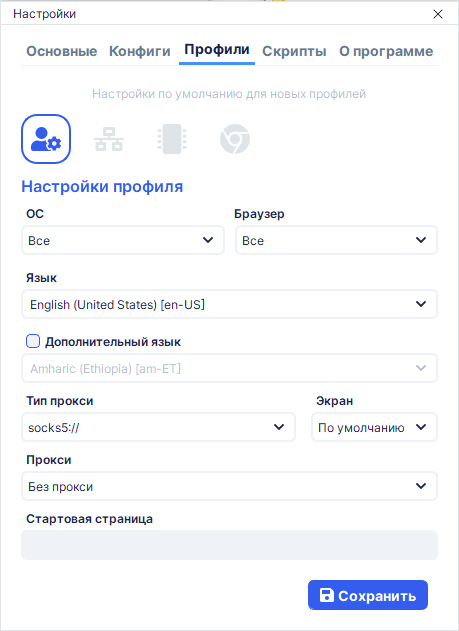 Настройки
Основные Конфиги Профили Скрипты О программе
Настройки по умолчанию для новых профилей
Настройки профиля
ОС Браузер
Все Все
Язык
English (United States) [en-US]
Дополнительный язык
Amharic (Ethiopia) [am-ET]
Тип прокси Экран
socks5:// По умолчанию
Прокси
Без прокси
Стартовая страница
Сохранить